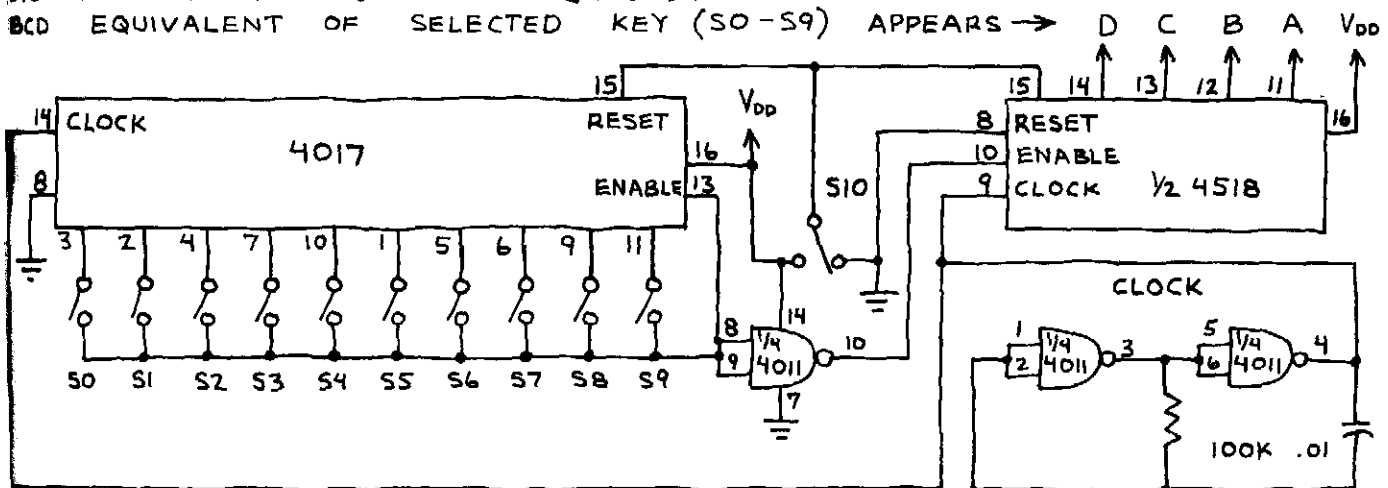 BCD EQUIVALENT OF SELECTED KEY (S0-S9) APPEARS → D C B A VDD
15 15 14 13 12 11
14 CLOCK RESET VDD 8 RESET 16
4017 16 10 ENABLE
8 ENABLE 13 S10 9 CLOCK 1/2 4518
3 2 4 7 10 1 5 6 9 11
CLOCK
14
8 1/4 10 1 1/4 3 5 1/4 4
9 4011 2 4011 6 4011
S0 S1 S2 S3 S4 S5 S6 S7 S8 S9 7
100K .01